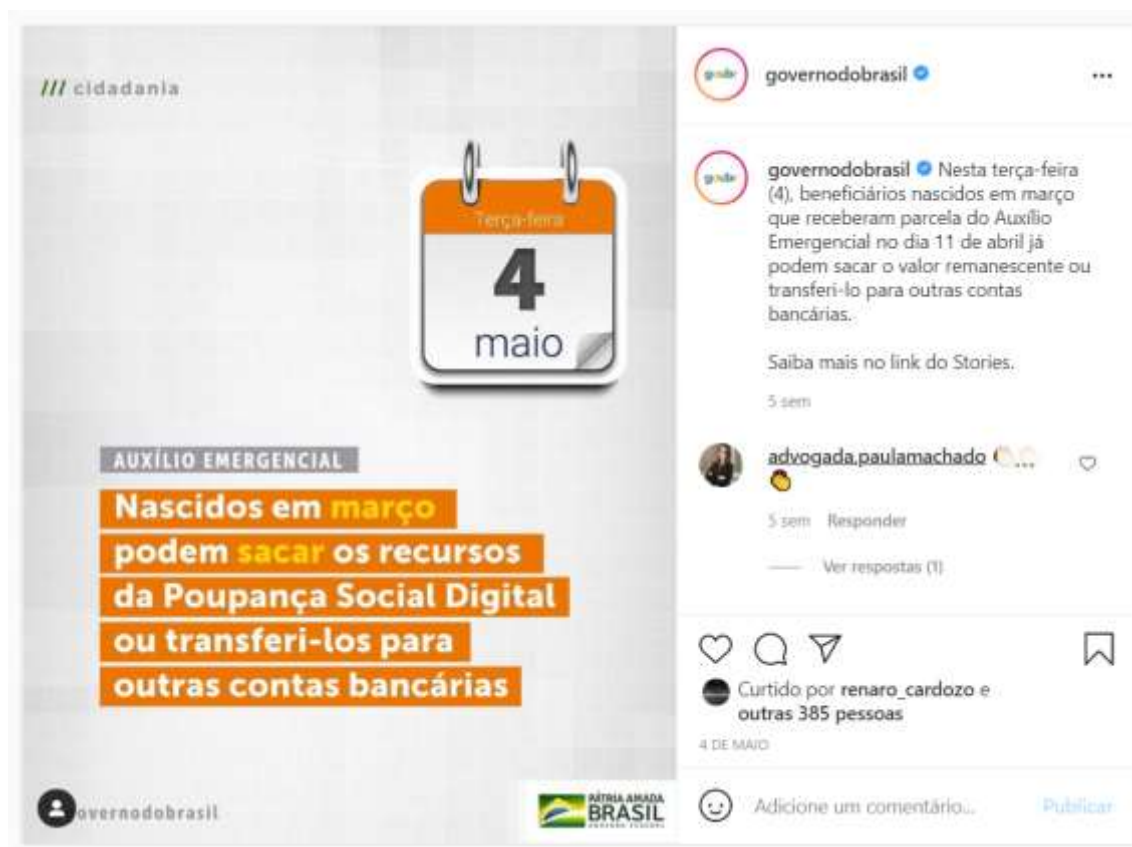 /// cidadania
Terça-feira
4
maio
AUXÍLIO EMERGENCIAL
Nascidos em março
podem sacar os recursos
da Poupança Social Digital
ou transferi-los para
outras contas bancárias
overnodobrasil
PÁTRIA AMADA
BRASIL
GOVERNO FEDERAL
governodobrasil
governodobrasil Nesta terça-feira
(4), beneficiários nascidos em março
que receberam parcela do Auxílio
Emergencial no dia 11 de abril já
podem sacar o valor remanescente ou
transferi-lo para outras contas
bancárias.
Saiba mais no link do Stories.
5 sem
advogada.paulamachado
5 sem Responder
Ver respostas (1)
Curtido por renaro_cardozo e
outras 385 pessoas
4 DE MAIO
Adicione um comentário... Publicar